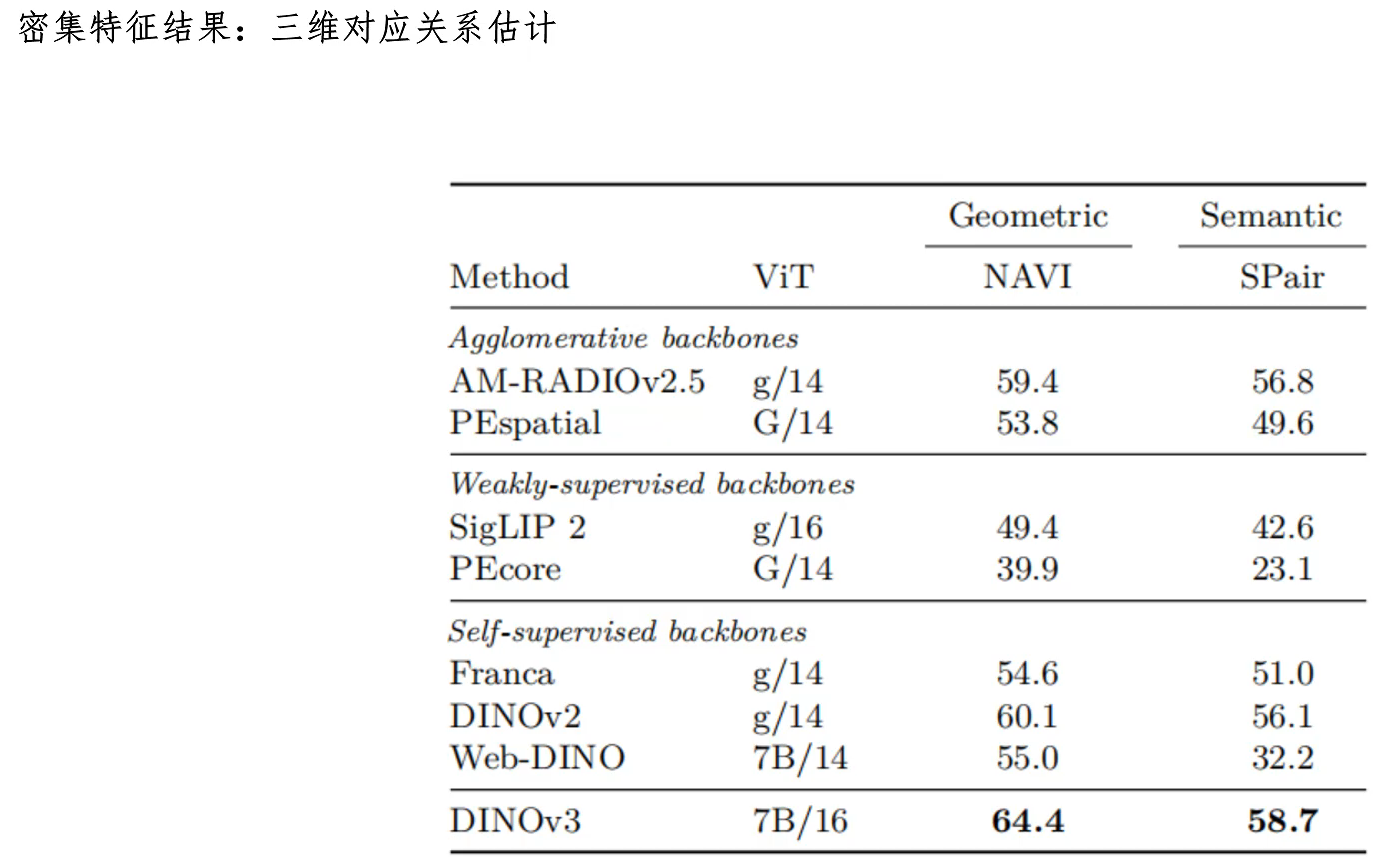 密集特征结果：三维对应关系估计
Geometric Semantic
Method ViT NAVI SPair
Agglomerative backbones
AM-RADIOv2.5 g/14 59.4 56.8
PEspatial G/14 53.8 49.6
Weakly-supervised backbones
SigLIP 2 g/16 49.4 42.6
PEcore G/14 39.9 23.1
Self-supervised backbones
Franca g/14 54.6 51.0
DINOv2 g/14 60.1 56.1
Web-DINO 7B/14 55.0 32.2
DINOv3 7B/16 64.4 58.7